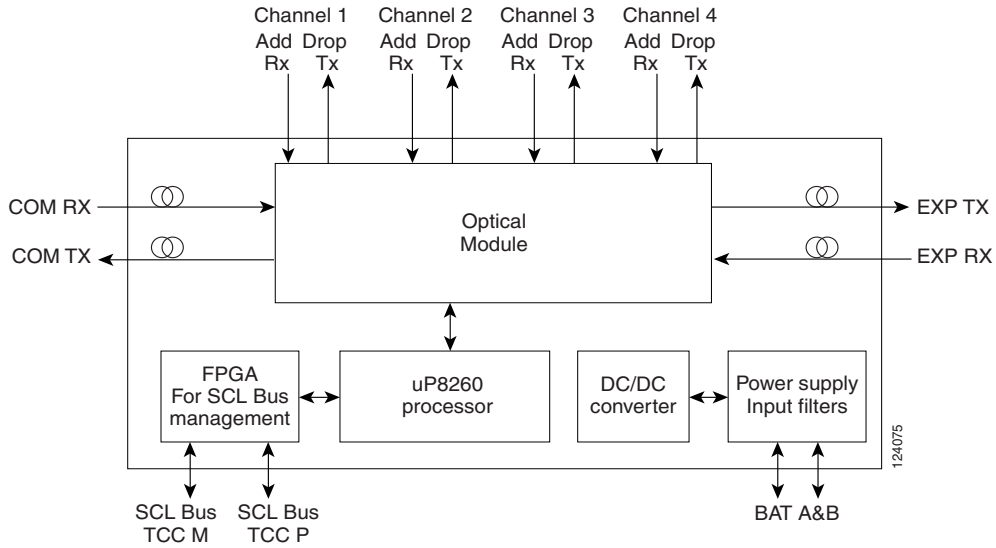 Channel 1 Channel 2 Channel 3 Channel 4
Add Drop Add Drop Add Drop Add Drop
Rx Tx Rx Tx Rx Tx Rx Tx
COM RX
EXP TX
Optical
Module
COM TX
EXP RX
FPGA
For SCL Bus
management
uP8260
processor
DC/DC
converter
Power supply
Input filters
124075
SCL Bus
TCC M
SCL Bus
TCC P
BAT A&B